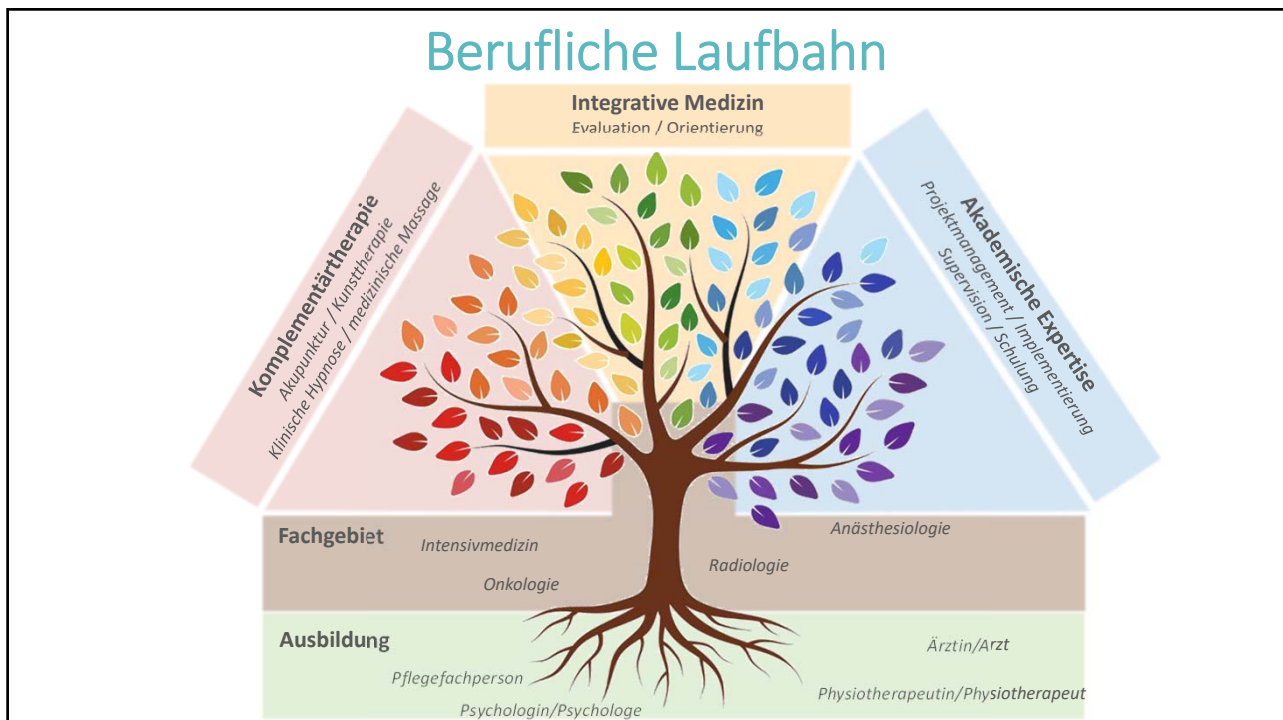 Berufliche Laufbahn
Integrative Medizin
Evaluation / Orientierung
Komplementärtherapie
Akupunktur / Kunsttherapie
Klinische Hypnose / medizinische Massage
Akademische Expertise
Projektmanagement / Implementierung
Supervision / Schulung
Fachgebiet
Intensivmedizin
Onkologie
Radiologie
Anästhesiologie
Ausbildung
Pflegefachperson
Psychologin/Psychologe
Ärztin/Arzt
Physiotherapeutin/Physiotherapeut